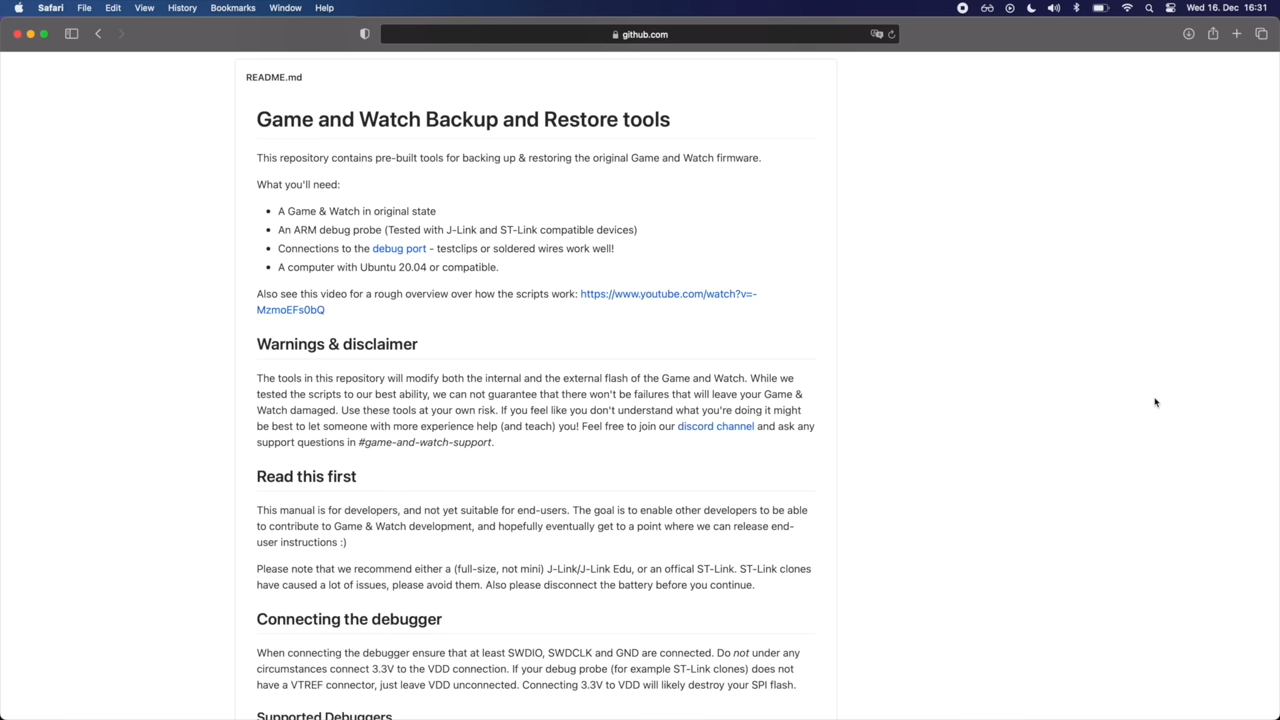 Safari File Edit View History Bookmarks Window Help Wed 16. Dec 16:31
github.com
README.md
Game and Watch Backup and Restore tools
This repository contains pre-built tools for backing up & restoring the original Game and Watch firmware.
What you'll need:
A Game & Watch in original state
An ARM debug probe (Tested with J-Link and ST-Link compatible devices)
Connections to the debug port - testclips or soldered wires work well!
A computer with Ubuntu 20.04 or compatible.
Also see this video for a rough overview over how the scripts work: https://www.youtube.com/watch?v=-
MzmoEFs0bQ
Warnings & disclaimer
The tools in this repository will modify both the internal and the external flash of the Game and Watch. While we
tested the scripts to our best ability, we can not guarantee that there won't be failures that will leave your Game &
Watch damaged. Use these tools at your own risk. If you feel like you don't understand what you're doing it might
be best to let someone with more experience help (and teach) you! Feel free to join our discord channel and ask any
support questions in #game-and-watch-support.
Read this first
This manual is for developers, and not yet suitable for end-users. The goal is to enable other developers to be able
to contribute to Game & Watch development, and hopefully eventually get to a point where we can release end-
user instructions :)
Please note that we recommend either a (full-size, not mini) J-Link/J-Link Edu, or an offical ST-Link. ST-Link clones
have caused a lot of issues, please avoid them. Also please disconnect the battery before you continue.
Connecting the debugger
When connecting the debugger ensure that at least SWDIO, SWDCLK and GND are connected. Do not under any
circumstances connect 3.3V to the VDD connection. If your debug probe (for example ST-Link clones) does not
have a VTREF connector, just leave VDD unconnected. Connecting 3.3V to VDD will likely destroy your SPI flash.
Supported Debuggers